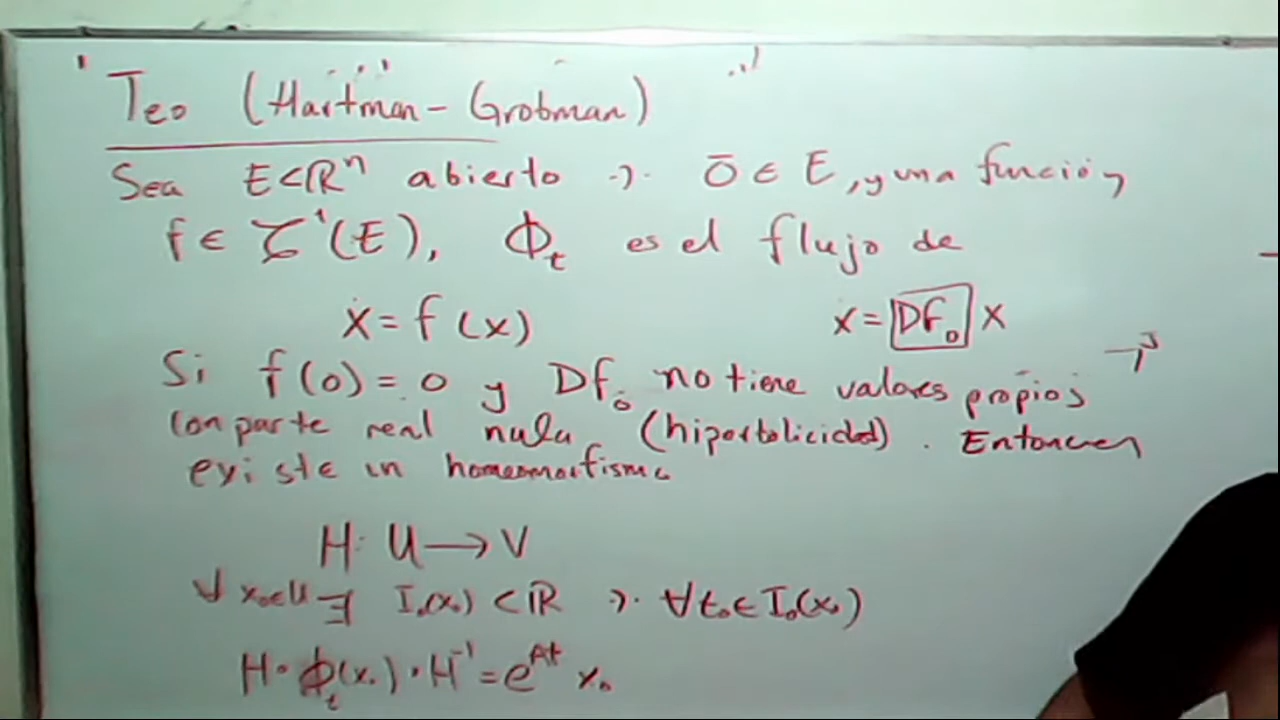 Teo (Hartman - Grobman)
Sea E⊂ℝⁿ abierto ∴ ō ∈ E, y una función
f ∈ ζ¹(E), Φₜ es el flujo de
ẋ = f(x) ẋ = Df₀ x
Si f(0) = 0 y Df₀ no tiene valores propios
con parte real nula (hiperbolicidad). Entonces
existe un homeomorfismo
H: U → V
∀ x₀∈U ∃ I₀(x₀) ⊂ ℝ ∴ ∀t₀ ∈ I₀(x₀)
H · ϕₜ(x₀) · H⁻¹ = e^{At} x₀